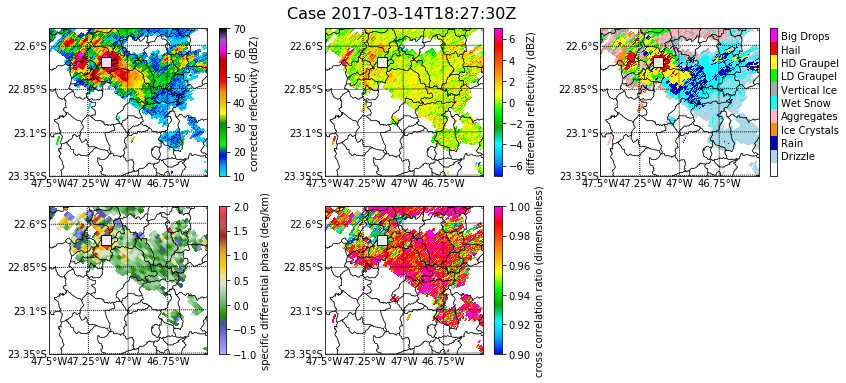 Case 2017-03-14T18:27:30Z
22.6°S
22.85°S
23.1°S
23.35°S
47.5°W 47.25°W 47°W 46.75°W
70
60
50
40
30
20
10
corrected reflectivity (dBZ)
22.6°S
22.85°S
23.1°S
23.35°S
47.5°W 47.25°W 47°W 46.75°W
6
4
2
0
−2
−4
−6
differential reflectivity (dBZ)
22.6°S
22.85°S
23.1°S
23.35°S
47.5°W 47.25°W 47°W 46.75°W
Big Drops
Hail
HD Graupel
LD Graupel
Vertical Ice
Wet Snow
Aggregates
Ice Crystals
Rain
Drizzle
22.6°S
22.85°S
23.1°S
23.35°S
47.5°W 47.25°W 47°W 46.75°W
2.0
1.5
1.0
0.5
0.0
−0.5
−1.0
specific differential phase (deg/km)
22.6°S
22.85°S
23.1°S
23.35°S
47.5°W 47.25°W 47°W 46.75°W
1.00
0.98
0.96
0.94
0.92
0.90
cross correlation ratio (dimensionless)